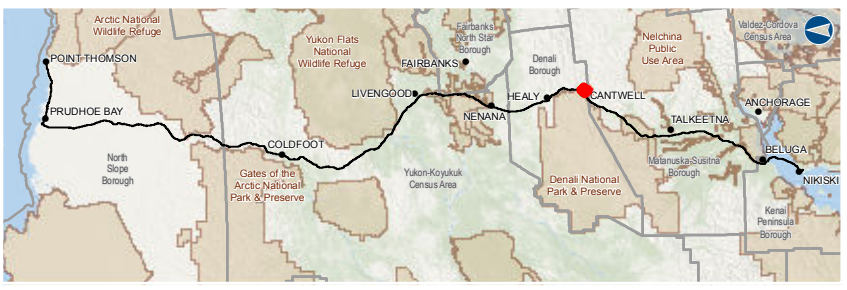 Arctic National
Wildlife Refuge
POINT THOMSON
PRUDHOE BAY
North
Slope
Borough
COLDFOOT
Gates of the
Arctic National
Park & Preserve
Yukon Flats
National
Wildlife Refuge
LIVENGOOD
FAIRBANKS
Fairbanks
North Star
Borough
NENANA
Yukon-Koyukuk
Census Area
Denali
Borough
HEALY
CANTWELL
Denali National
Park & Preserve
Nelchina
Public
Use Area
TALKEETNA
Matanuska-Susitna
Borough
Valdez-Cordova
Census Area
ANCHORAGE
BELUGA
NIKISKI
Kenai
Peninsula
Borough